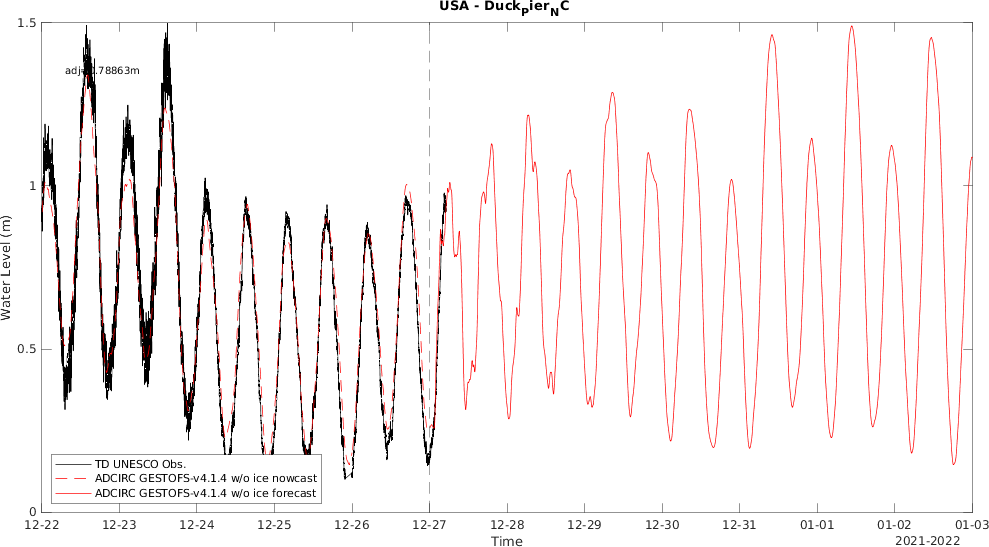 USA - Duck_Pier_NC
1.5
adj=0.78863m
1
Water Level (m)
0.5
TD UNESCO Obs.
ADCIRC GESTOFS-v4.1.4 w/o ice nowcast
ADCIRC GESTOFS-v4.1.4 w/o ice forecast
0
12-22 12-23 12-24 12-25 12-26 12-27 12-28 12-29 12-30 12-31 01-01 01-02 01-03
Time
2021-2022